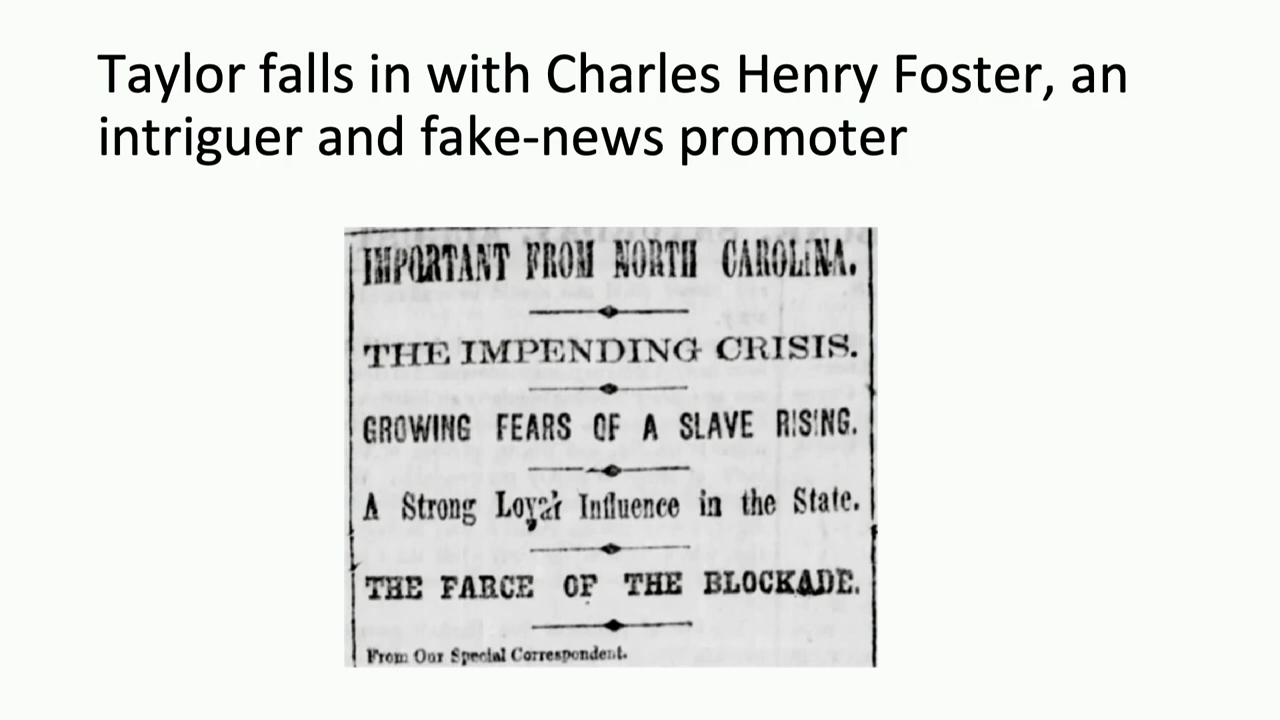 Taylor falls in with Charles Henry Foster, an
intriguer and fake-news promoter
IMPORTANT FROM NORTH CAROLINA.
THE IMPENDING CRISIS.
GROWING FEARS OF A SLAVE RISING.
A Strong Loyal Influence in the State.
THE FARCE OF THE BLOCKADE.
From Our Special Correspondent.